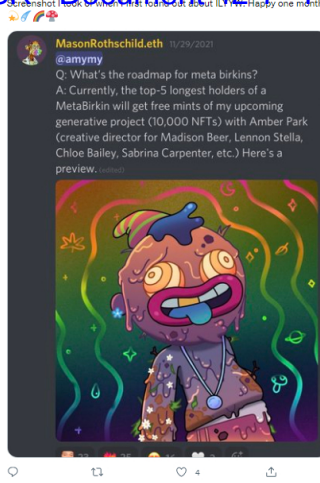 Screenshot I took of when I first found out about ILYYM. Happy one month
MasonRothschild.eth 11/29/2021
@amymy
Q: What's the roadmap for meta birkins?
A: Currently, the top-5 longest holders of a
MetaBirkin will get free mints of my upcoming
generative project (10,000 NFTs) with Amber Park
(creative director for Madison Beer, Lennon Stella,
Chloe Bailey, Sabrina Carpenter, etc.) Here's a
preview. (edited)
4